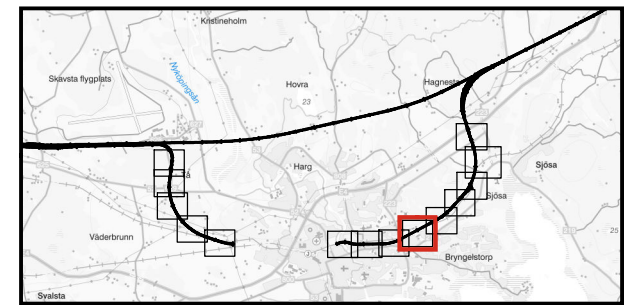 Kristineholm
Skavsta flygplats
Nyköpingsån
Hovra
Hagnesta
23
Harg
Sjösa
Sjösa
Väderbrunn
25
Bryngelstorp
Svalsta